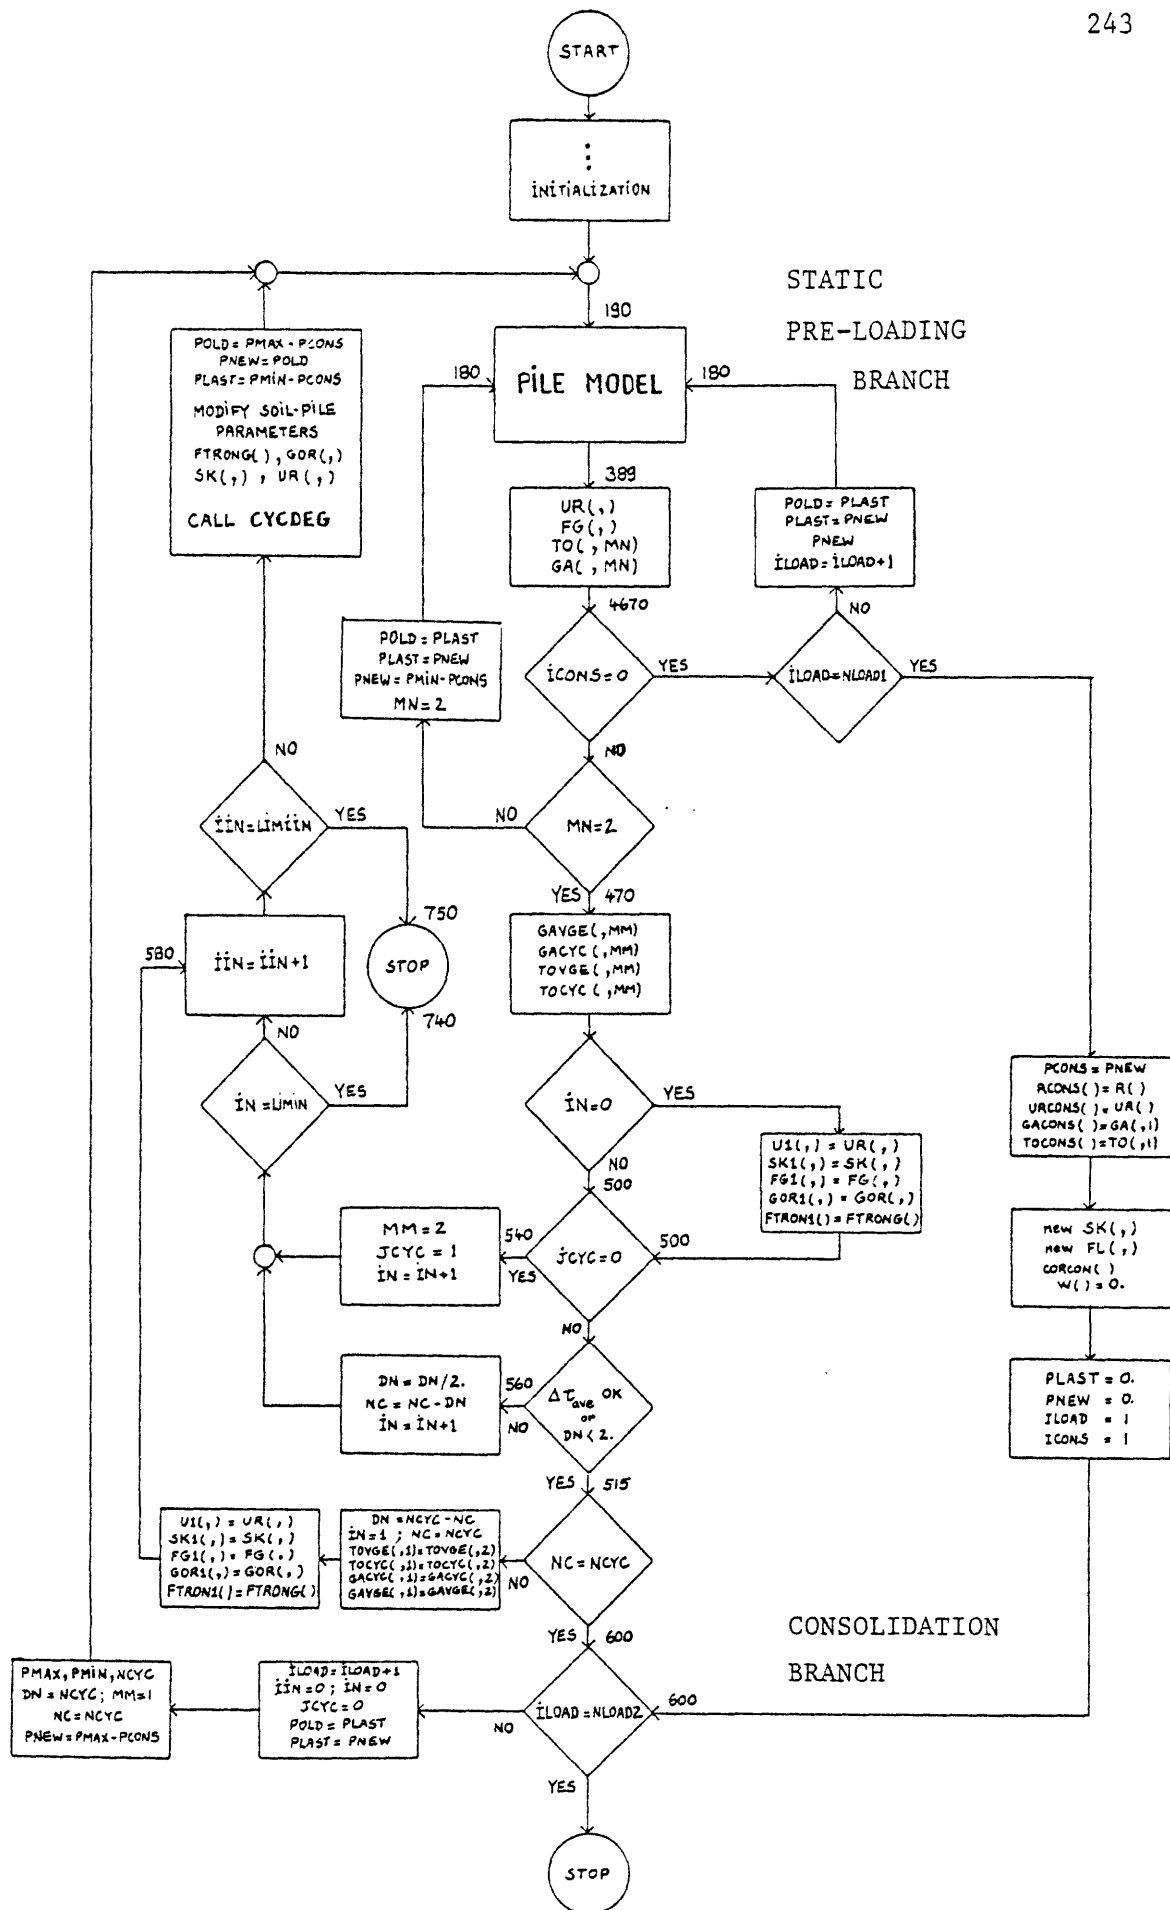 243
START
⋮
INITIALIZATION
STATIC
PRE-LOADING
BRANCH
190
POLD = PMAX - PCONS
PNEW = POLD
PLAST = PMIN - PCONS
MODIFY SOIL-PILE
PARAMETERS
FTRONG( ), GOR(,)
SK(,) , UR(,)
CALL CYCDEG
180
PILE MODEL
180
389
UR(,)
FG(,)
TO( , MN)
GA( , MN)
POLD = PLAST
PLAST = PNEW
PNEW
ILOAD = ILOAD+1
4670
NO
POLD = PLAST
PLAST = PNEW
PNEW = PMIN - PCONS
MN = 2
ICONS = 0
YES
ILOAD = NLOAD1
YES
NO
NO
IIN = LIMIIN
YES
NO
MN = 2
YES
470
750
580
IIN = IIN + 1
STOP
GAVGE(,MM)
GACYC(,MM)
TOVGE(,MM)
TOCYC(,MM)
740
NO
IN = LIMIN
YES
IN = 0
YES
NO
500
U1(,) = UR(,)
SK1(,) = SK(,)
FG1(,) = FG(,)
GOR1(,) = GOR(,)
FTRON1() = FTRONG()
PCONS = PNEW
RCONS( ) = R( )
URCONS( ) = UR( )
GACONS( ) = GA(,1)
TOCONS( ) = TO(,1)
MM = 2
JCYC = 1
IN = IN+1
540
YES
JCYC = 0
500
NO
new SK(,)
new FL(,)
CORCON( )
W( ) = 0.
DN = DN/2.
NC = NC - DN
IN = IN+1
560
NO
Δτave OK
or
DN < 2.
YES
515
PLAST = 0.
PNEW = 0.
ILOAD = 1
ICONS = 1
U1(,) = UR(,)
SK1(,) = SK(,)
FG1(,) = FG(,)
GOR1(,) = GOR(,)
FTRON1() = FTRONG()
DN = NCYC - NC
IN = 1 ; NC = NCYC
TOVGE(,1) = TOVGE(,2)
TOCYC(,1) = TOCYC(,2)
GACYC(,1) = GACYC(,2)
GAVGE(,1) = GAVGE(,2)
NO
NC = NCYC
YES
600
CONSOLIDATION
BRANCH
PMAX, PMIN, NCYC
DN = NCYC; MM = 1
NC = NCYC
PNEW = PMAX - PCONS
ILOAD = ILOAD+1
IIN = 0 ; IN = 0
JCYC = 0
POLD = PLAST
PLAST = PNEW
NO
ILOAD = NLOAD2
600
YES
STOP